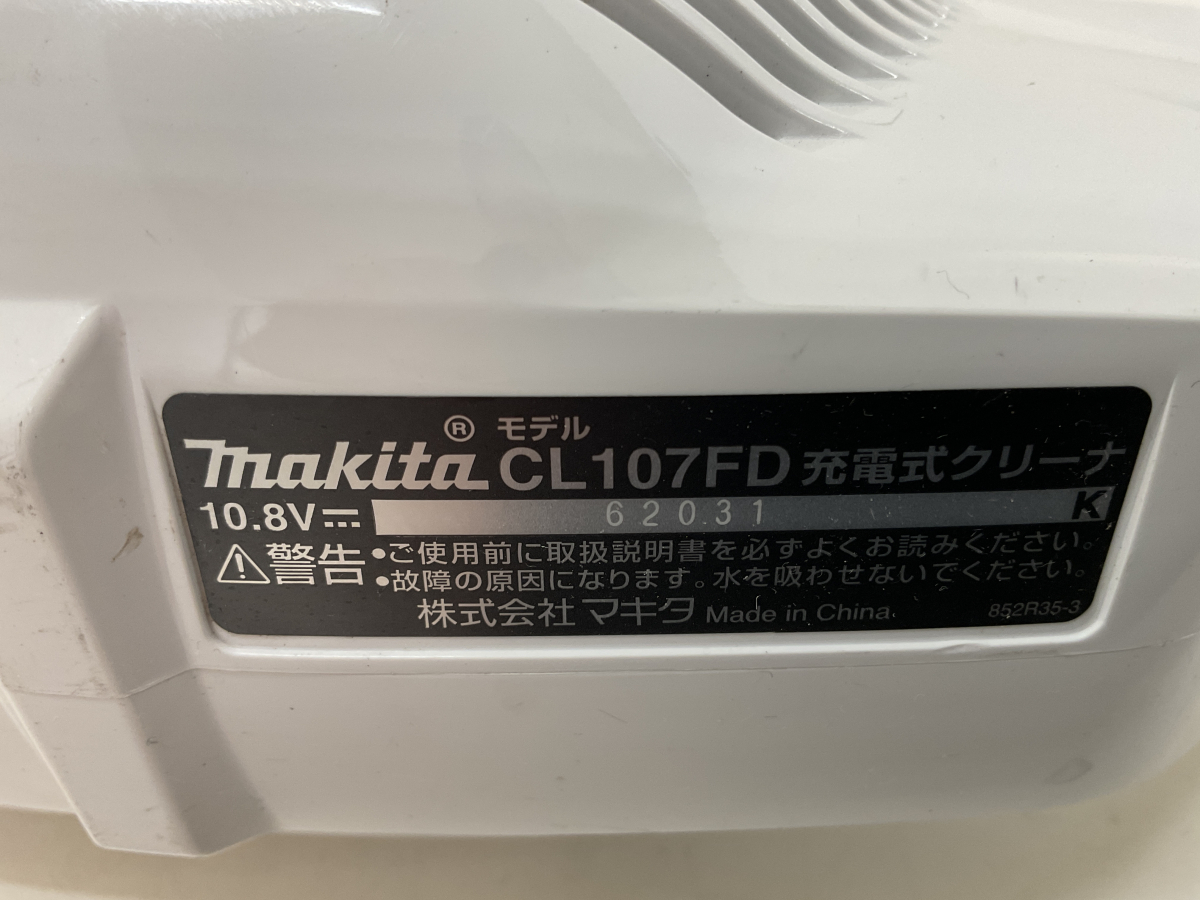 makita® モデル CL107FD 充電式クリーナ
10.8V 62031 K
警告 •ご使用前に取扱説明書を必ずよくお読みください。
•故障の原因になります。水を吸わせないでください。
株式会社 マキタ Made in China 852R35-3